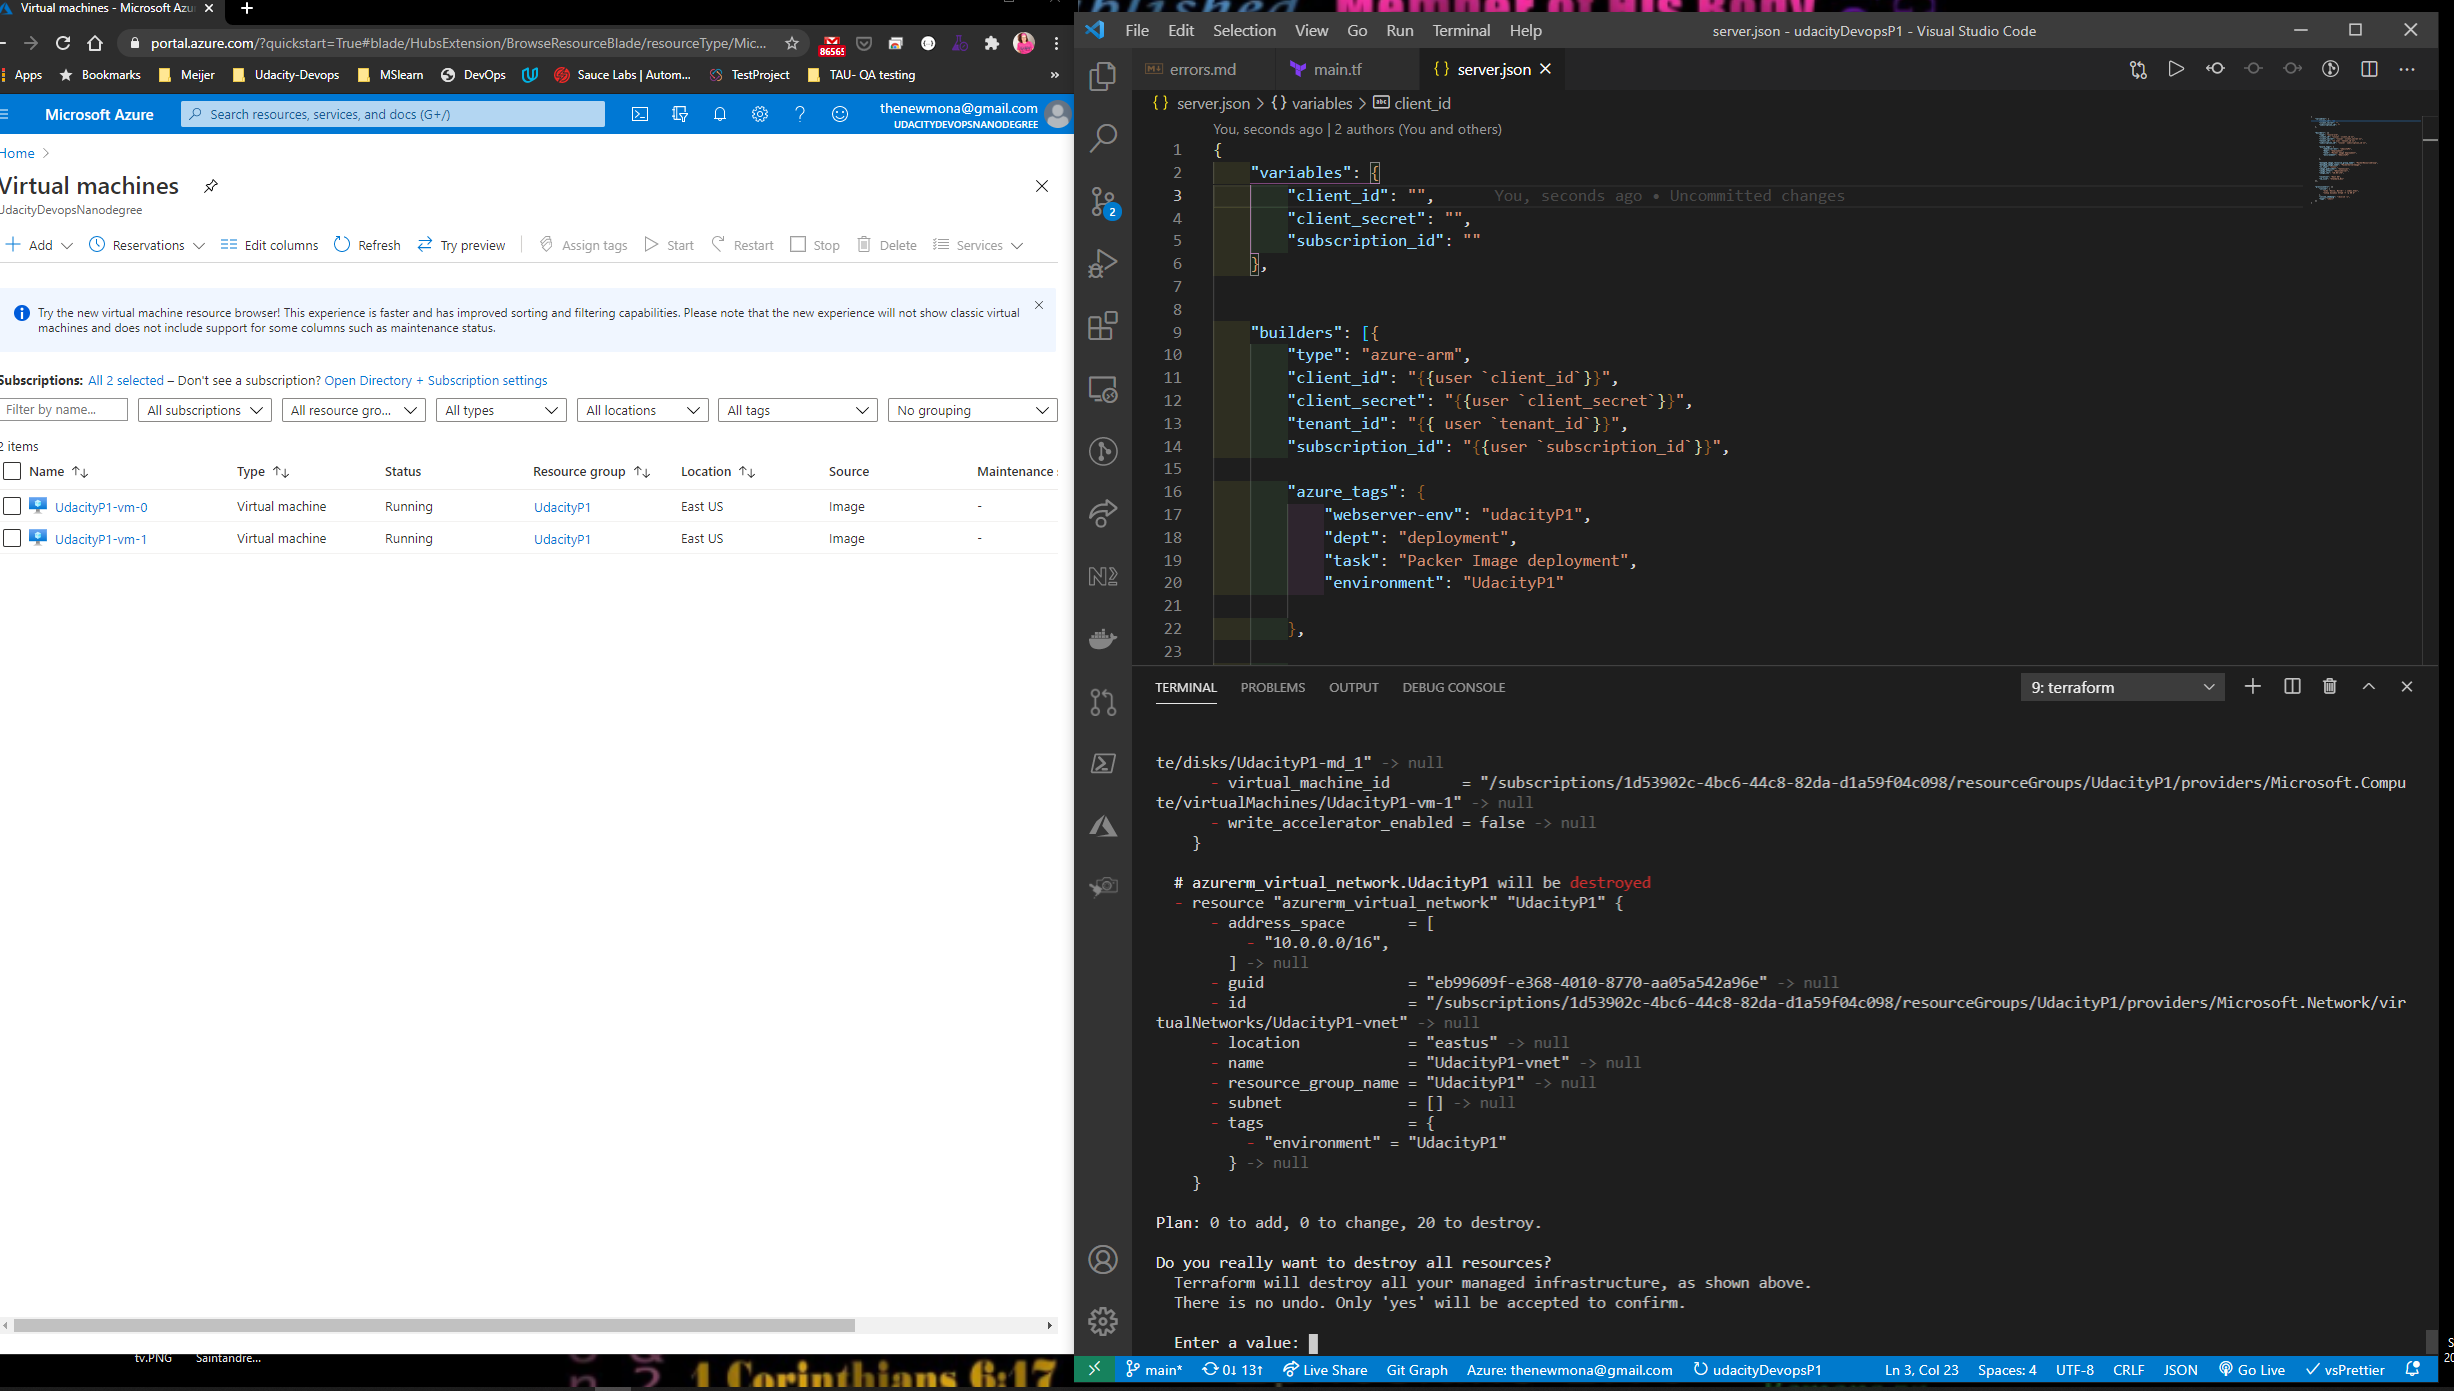 Virtual machines - Microsoft Azu
portal.azure.com/?quickstart=True#blade/HubsExtension/BrowseResourceBlade/resourceType/Mic...
86565
Apps Bookmarks Meijer Udacity-Devops MSlearn DevOps Sauce Labs | Autom... TestProject TAU- QA testing »
Microsoft Azure
Search resources, services, and docs (G+/)
thenewmona@gmail.com
UDACITYDEVOPSNANODEGREE
Home >
Virtual machines
UdacityDevopsNanodegree
Add Reservations Edit columns Refresh Try preview Assign tags Start Restart Stop Delete Services
Try the new virtual machine resource browser! This experience is faster and has improved sorting and filtering capabilities. Please note that the new experience will not show classic virtual
machines and does not include support for some columns such as maintenance status.
Subscriptions: All 2 selected – Don't see a subscription? Open Directory + Subscription settings
Filter by name... All subscriptions All resource gro... All types All locations All tags No grouping
2 items
Name Type Status Resource group Location Source Maintenance
UdacityP1-vm-0 Virtual machine Running UdacityP1 East US Image -
UdacityP1-vm-1 Virtual machine Running UdacityP1 East US Image -
tv.PNG Saintandre...
1 Corinthians 6:17
Member of His Body
File Edit Selection View Go Run Terminal Help
server.json - udacityDevopsP1 - Visual Studio Code
errors.md main.tf {} server.json
{} server.json > {} variables > client_id
You, seconds ago | 2 authors (You and others)
1 {
2 "variables": {
3 "client_id": "", You, seconds ago • Uncommitted changes
4 "client_secret": "",
5 "subscription_id": ""
6 },
7
8
9 "builders": [{
10 "type": "azure-arm",
11 "client_id": "{{user `client_id`}}",
12 "client_secret": "{{user `client_secret`}}",
13 "tenant_id": "{{ user `tenant_id`}}",
14 "subscription_id": "{{user `subscription_id`}}",
15
16 "azure_tags": {
17 "webserver-env": "udacityP1",
18 "dept": "deployment",
19 "task": "Packer Image deployment",
20 "environment": "UdacityP1"
21
22 },
23
2
TERMINAL PROBLEMS OUTPUT DEBUG CONSOLE
9: terraform
te/disks/UdacityP1-md_1" -> null
- virtual_machine_id = "/subscriptions/1d53902c-4bc6-44c8-82da-d1a59f04c098/resourceGroups/UdacityP1/providers/Microsoft.Compu
te/virtualMachines/UdacityP1-vm-1" -> null
- write_accelerator_enabled = false -> null
}
# azurerm_virtual_network.UdacityP1 will be destroyed
- resource "azurerm_virtual_network" "UdacityP1" {
- address_space = [
- "10.0.0.0/16",
] -> null
- guid = "eb99609f-e368-4010-8770-aa05a542a96e" -> null
- id = "/subscriptions/1d53902c-4bc6-44c8-82da-d1a59f04c098/resourceGroups/UdacityP1/providers/Microsoft.Network/vir
tualNetworks/UdacityP1-vnet" -> null
- location = "eastus" -> null
- name = "UdacityP1-vnet" -> null
- resource_group_name = "UdacityP1" -> null
- subnet = [] -> null
- tags = {
- "environment" = "UdacityP1"
} -> null
}
Plan: 0 to add, 0 to change, 20 to destroy.
Do you really want to destroy all resources?
Terraform will destroy all your managed infrastructure, as shown above.
There is no undo. Only 'yes' will be accepted to confirm.
Enter a value:
main* 0↓ 13↑ Live Share Git Graph Azure: thenewmona@gmail.com udacityDevopsP1 Ln 3, Col 23 Spaces: 4 UTF-8 CRLF JSON Go Live vsPrettier